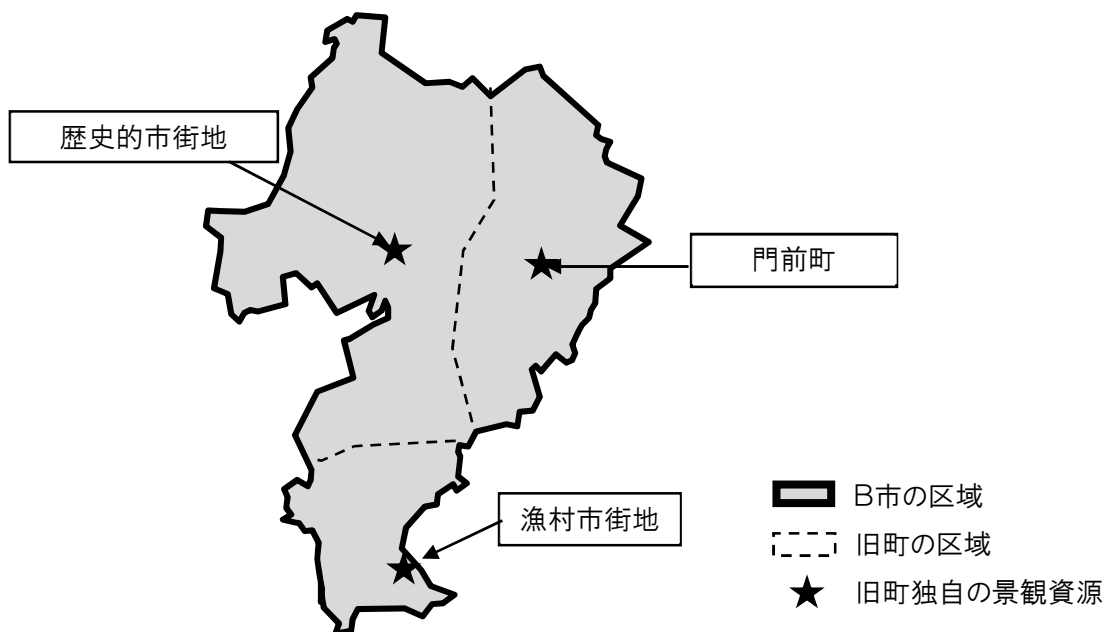 歴史的市街地
門前町
漁村市街地
B市の区域
旧町の区域
旧町独自の景観資源